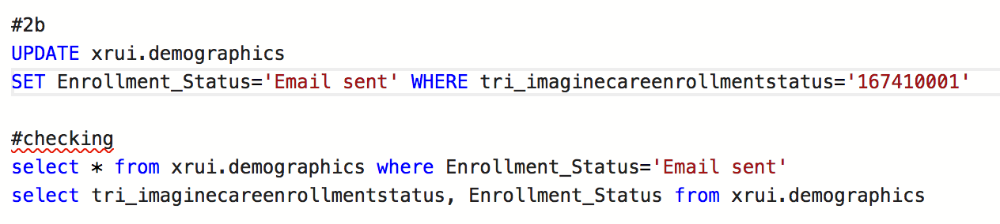 #2b
UPDATE xrui.demographics
SET Enrollment_Status='Email sent' WHERE tri_imaginecareenrollmentstatus='167410001'
#checking
select * from xrui.demographics where Enrollment_Status='Email sent'
select tri_imaginecareenrollmentstatus, Enrollment_Status from xrui.demographics